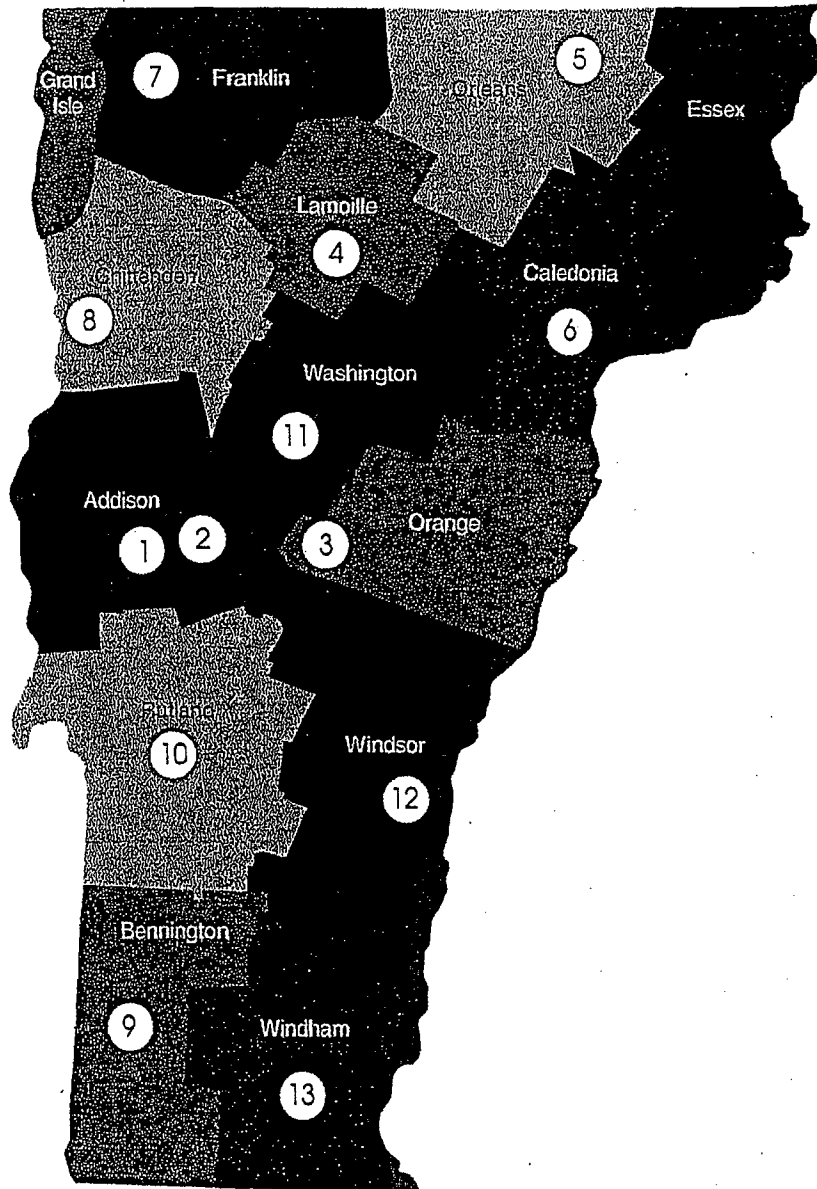 Grand
Isle
7
Franklin
5
Orleans
Essex
Lamoille
4
Chittenden
Caledonia
8
6
Washington
11
Addison
Orange
1
2
3
Rutland
Windsor
10
12
Bennington
9
Windham
13